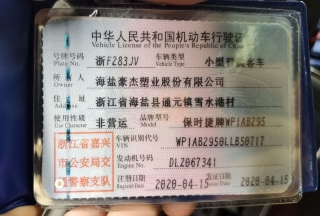 中华人民共和国机动车行驶证
Vehicle License of the People's Republic of China
号牌号码 浙F283JV 车辆类型 小型
Plate No. Vehicle Type
所有人 海盐豪杰塑业股份有限公司
Owner
住址 浙江省海盐县通元镇雪水港村
Address
使用性质 非营运 品牌型号 保时捷牌WP1AB295
Use Character
浙江省嘉兴
市公安局交
警察支队
车辆识别代号 WP1AB2950LLB50717
VIN
发动机号码 DLZ067341
Engine No.
注册日期 2020-04-15 发证日期 2020-04-15
Register Date Issue Date